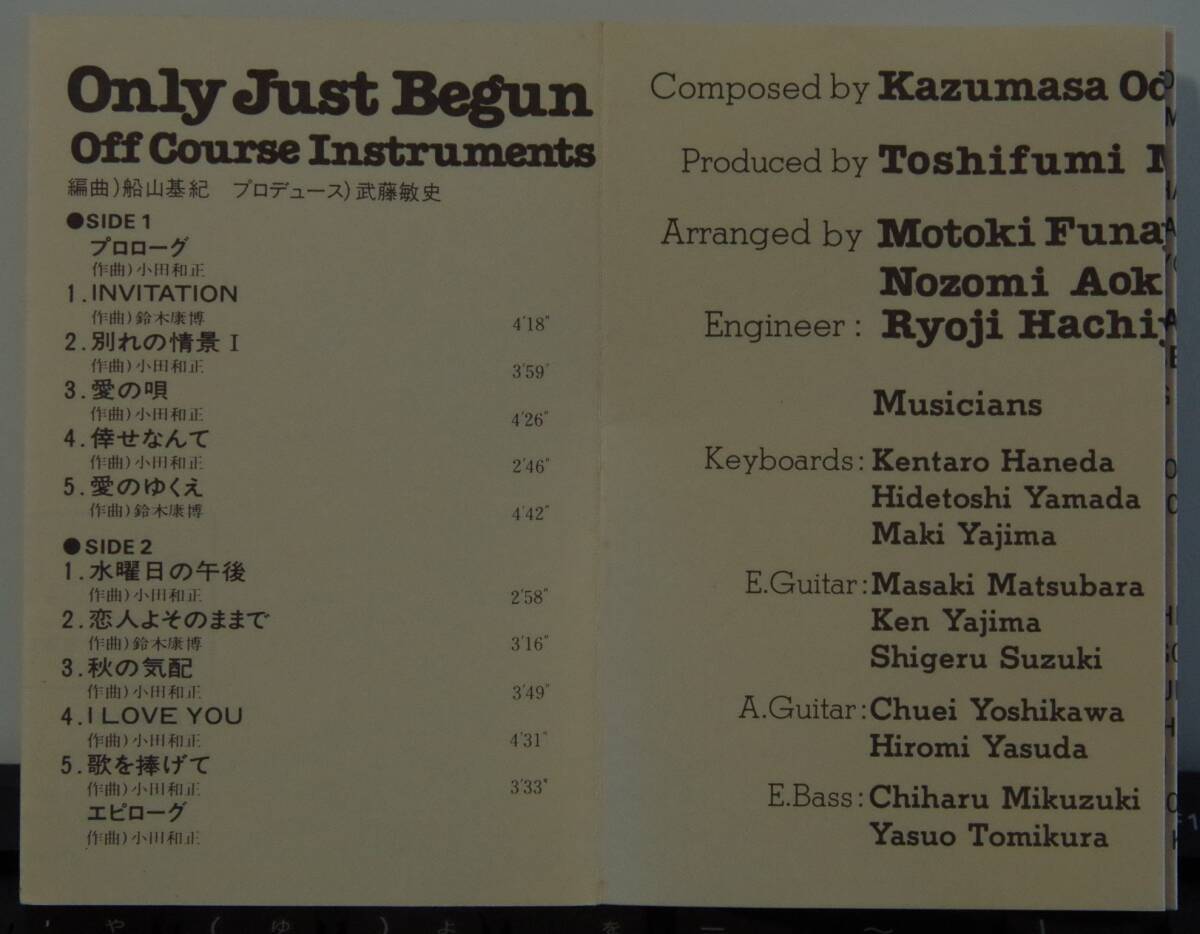 Only Just Begun
Off Course Instruments
編曲)船山基紀 プロデュース)武藤敏史
●SIDE 1
プロローグ
作曲)小田和正
1.INVITATION
作曲)鈴木康博 4'18"
2.別れの情景 I
作曲)小田和正 3'59"
3.愛の唄
作曲)小田和正 4'26"
4.倖せなんて
作曲)小田和正 2'46"
5.愛のゆくえ
作曲)鈴木康博 4'42"
●SIDE 2
1.水曜日の午後
作曲)小田和正 2'58"
2.恋人よそのままで
作曲)鈴木康博 3'16"
3.秋の気配
作曲)小田和正 3'49"
4.I LOVE YOU
作曲)小田和正 4'31"
5.歌を捧げて
作曲)小田和正 3'33"
エピローグ
作曲)小田和正
Composed by Kazumasa Od
Produced by Toshifumi M
Arranged by Motoki Funay
Nozomi Aok
Engineer: Ryoji Hachiy
Musicians
Keyboards: Kentaro Haneda
Hidetoshi Yamada
Maki Yajima
E.Guitar: Masaki Matsubara
Ken Yajima
Shigeru Suzuki
A.Guitar: Chuei Yoshikawa
Hiromi Yasuda
E.Bass: Chiharu Mikuzuki
Yasuo Tomikura